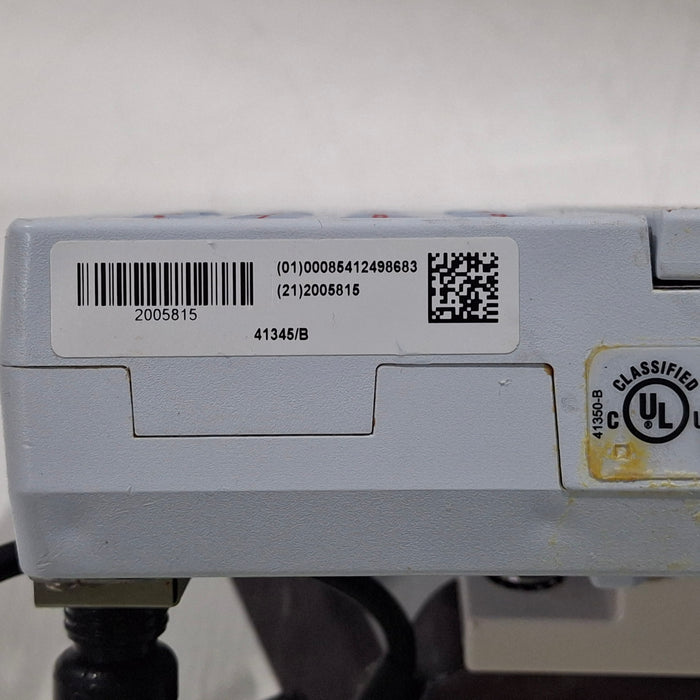 (01)00085412498683
(21)2005815
2005815
41345/B
CLASSIFIED
C UL
41350-B